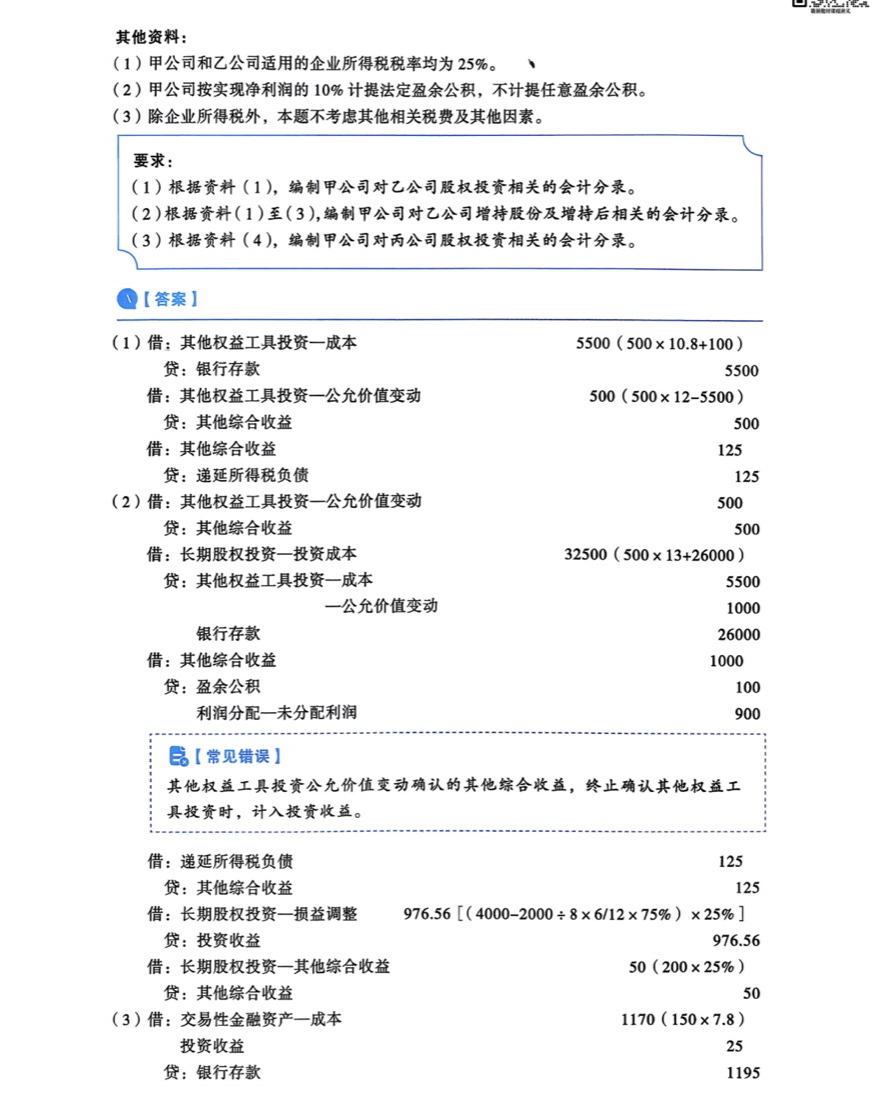 其他资料：
（1）甲公司和乙公司适用的企业所得税税率均为 25%。
（2）甲公司按实现净利润的 10% 计提法定盈余公积，不计提任意盈余公积。
（3）除企业所得税外，本题不考虑其他相关税费及其他因素。
要求：
（1）根据资料（1），编制甲公司对乙公司股权投资相关的会计分录。
（2）根据资料（1）至（3），编制甲公司对乙公司增持股份及增持后相关的会计分录。
（3）根据资料（4），编制甲公司对丙公司股权投资相关的会计分录。
【答案】
（1）借：其他权益工具投资—成本 5500（500×10.8+100）
贷：银行存款 5500
借：其他权益工具投资—公允价值变动 500（500×12-5500）
贷：其他综合收益 500
借：其他综合收益 125
贷：递延所得税负债 125
（2）借：其他权益工具投资—公允价值变动 500
贷：其他综合收益 500
借：长期股权投资—投资成本 32500（500×13+26000）
贷：其他权益工具投资—成本 5500
—公允价值变动 1000
银行存款 26000
借：其他综合收益 1000
贷：盈余公积 100
利润分配—未分配利润 900
【常见错误】
其他权益工具投资公允价值变动确认的其他综合收益，终止确认其他权益工
具投资时，计入投资收益。
借：递延所得税负债 125
贷：其他综合收益 125
借：长期股权投资—损益调整 976.56［（4000-2000÷8×6/12×75%）×25%］
贷：投资收益 976.56
借：长期股权投资—其他综合收益 50（200×25%）
贷：其他综合收益 50
（3）借：交易性金融资产—成本 1170（150×7.8）
投资收益 25
贷：银行存款 1195